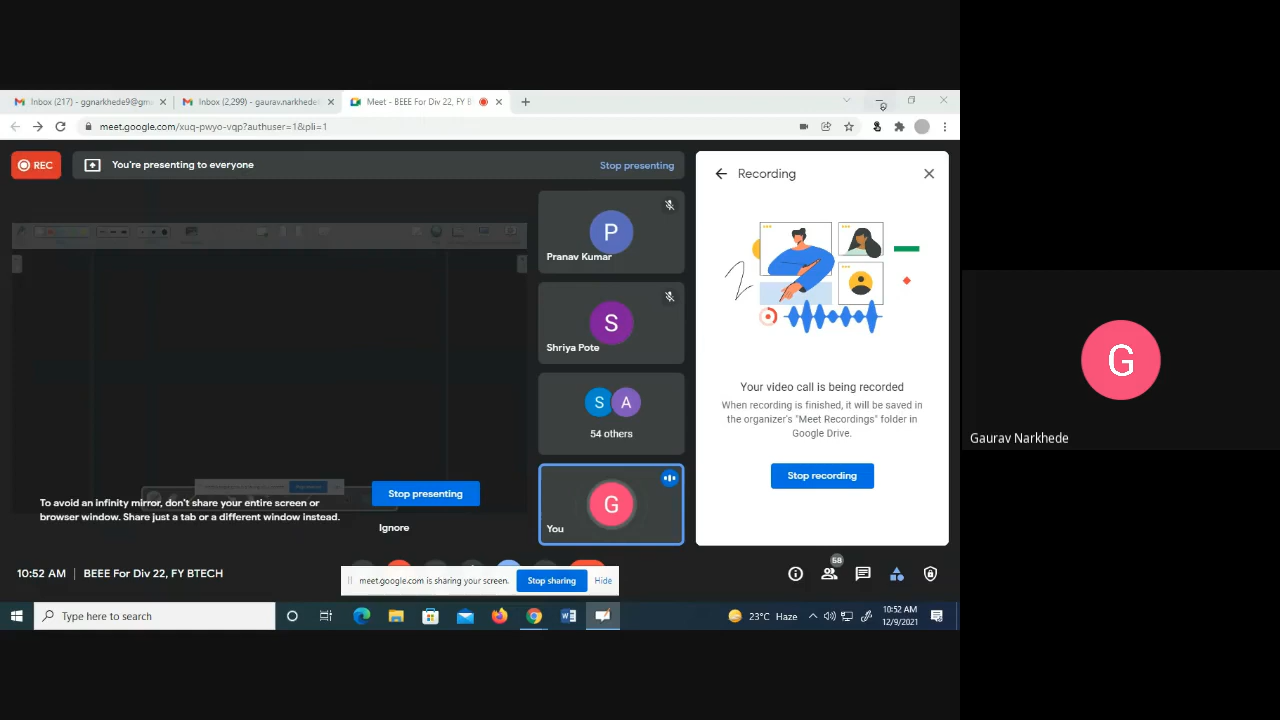 Inbox (217) - ggnarkhede9@gm
Inbox (2,299) - gaurav.narkhede
Meet - BEEE For Div 22, FY B
meet.google.com/xuq-pwyo-vqp?authuser=1&pli=1
REC
You're presenting to everyone
Stop presenting
Recording
P
Pranav Kumar
S
Shriya Pote
S A
54 others
G
You
2
Your video call is being recorded
When recording is finished, it will be saved in
the organizer's "Meet Recordings" folder in
Google Drive.
Stop recording
To avoid an infinity mirror, don't share your entire screen or
browser window. Share just a tab or a different window instead.
Stop presenting
Ignore
10:52 AM | BEEE For Div 22, FY BTECH
58
meet.google.com is sharing your screen.
Stop sharing
Hide
Type here to search
23°C Haze
10:52 AM
12/9/2021
G
Gaurav Narkhede